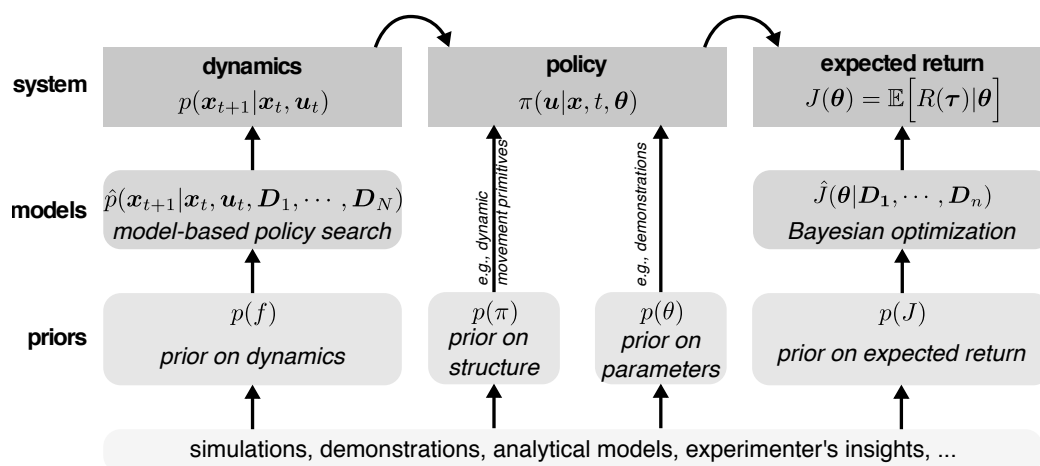 system
dynamics
p(x_{t+1}|x_t, u_t)
policy
π(u|x, t, θ)
expected return
J(θ) = 𝔼[R(τ)|θ]
models
p̂(x_{t+1}|x_t, u_t, D_1, ⋯, D_N)
model-based policy search
e.g., dynamic
movement primitives
e.g., demonstrations
Ĵ(θ|D_1, ⋯, D_n)
Bayesian optimization
priors
p(f)
prior on dynamics
p(π)
prior on
structure
p(θ)
prior on
parameters
p(J)
prior on expected return
simulations, demonstrations, analytical models, experimenter's insights, ...